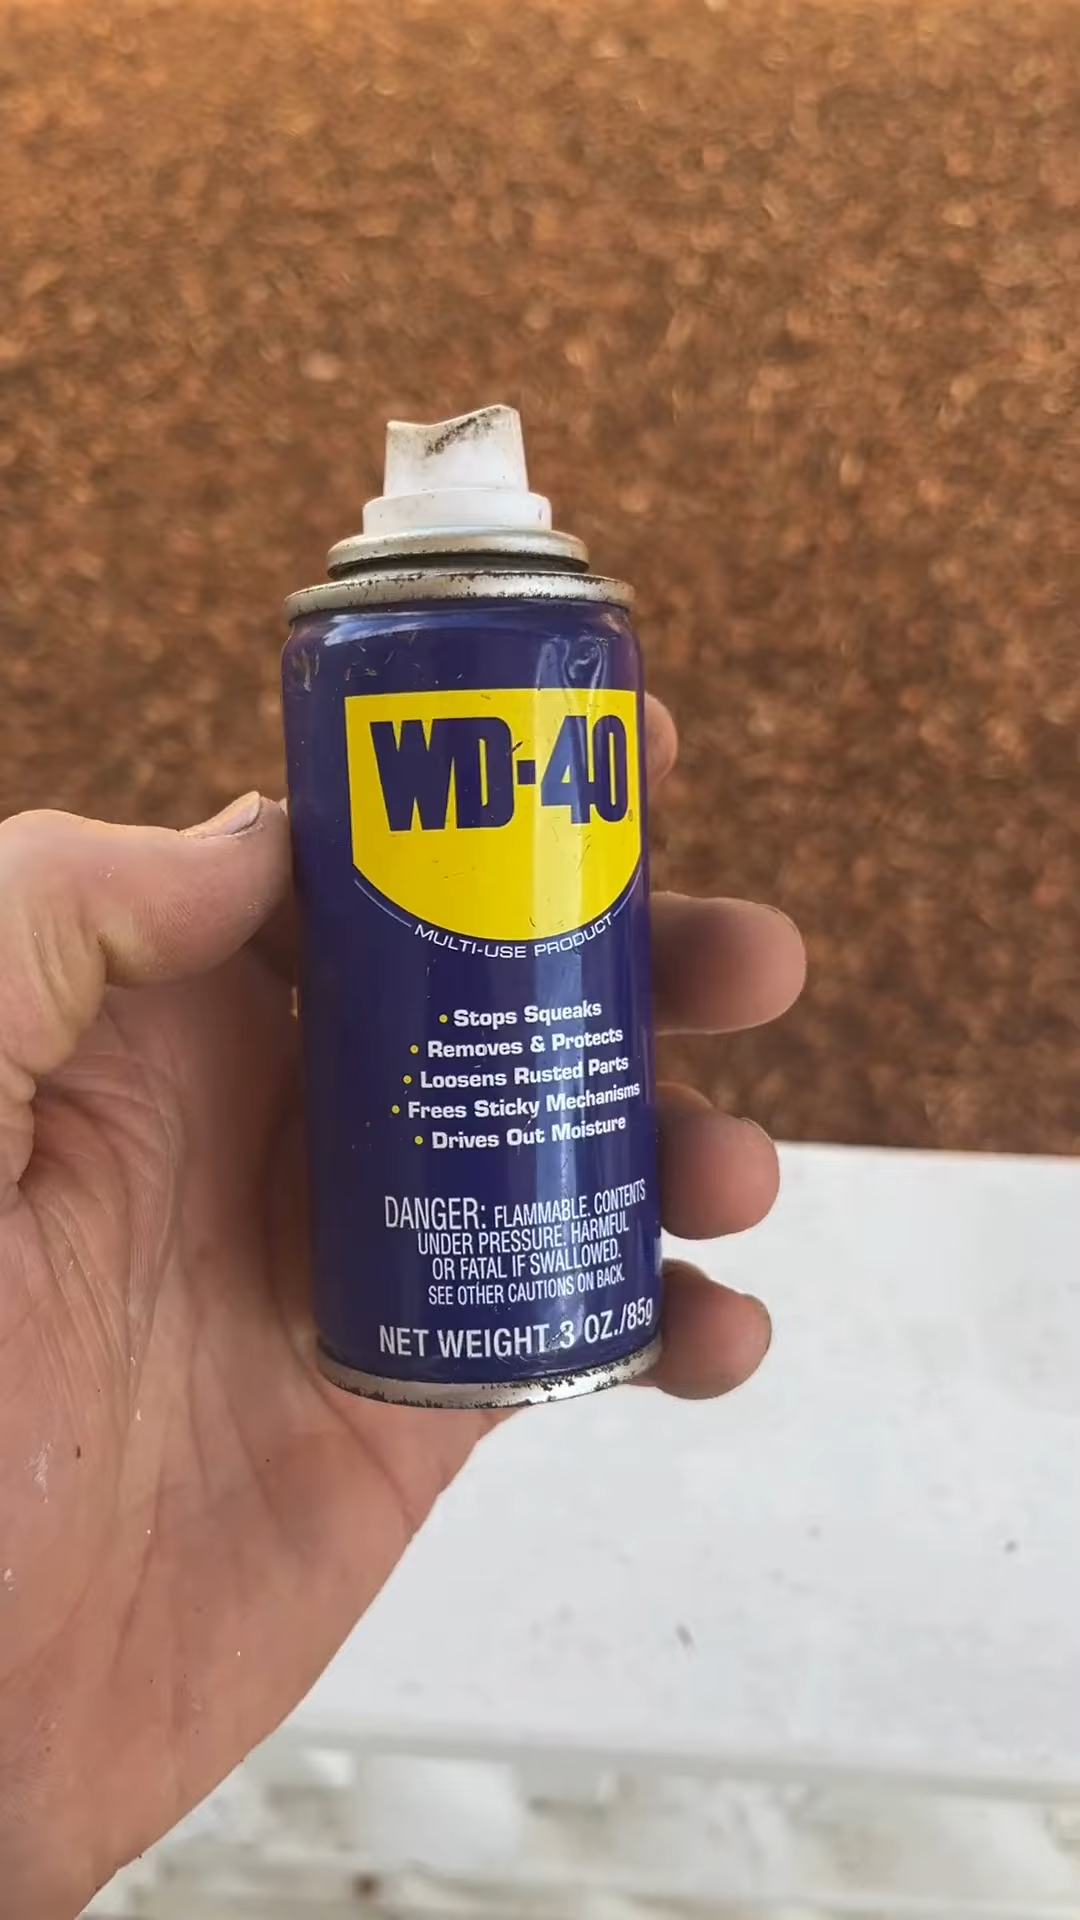 WD-40®
MULTI-USE PRODUCT
• Stops Squeaks
• Removes & Protects
• Loosens Rusted Parts
• Frees Sticky Mechanisms
• Drives Out Moisture
DANGER: FLAMMABLE. CONTENTS
UNDER PRESSURE. HARMFUL
OR FATAL IF SWALLOWED.
SEE OTHER CAUTIONS ON BACK.
NET WEIGHT 3 OZ./85g